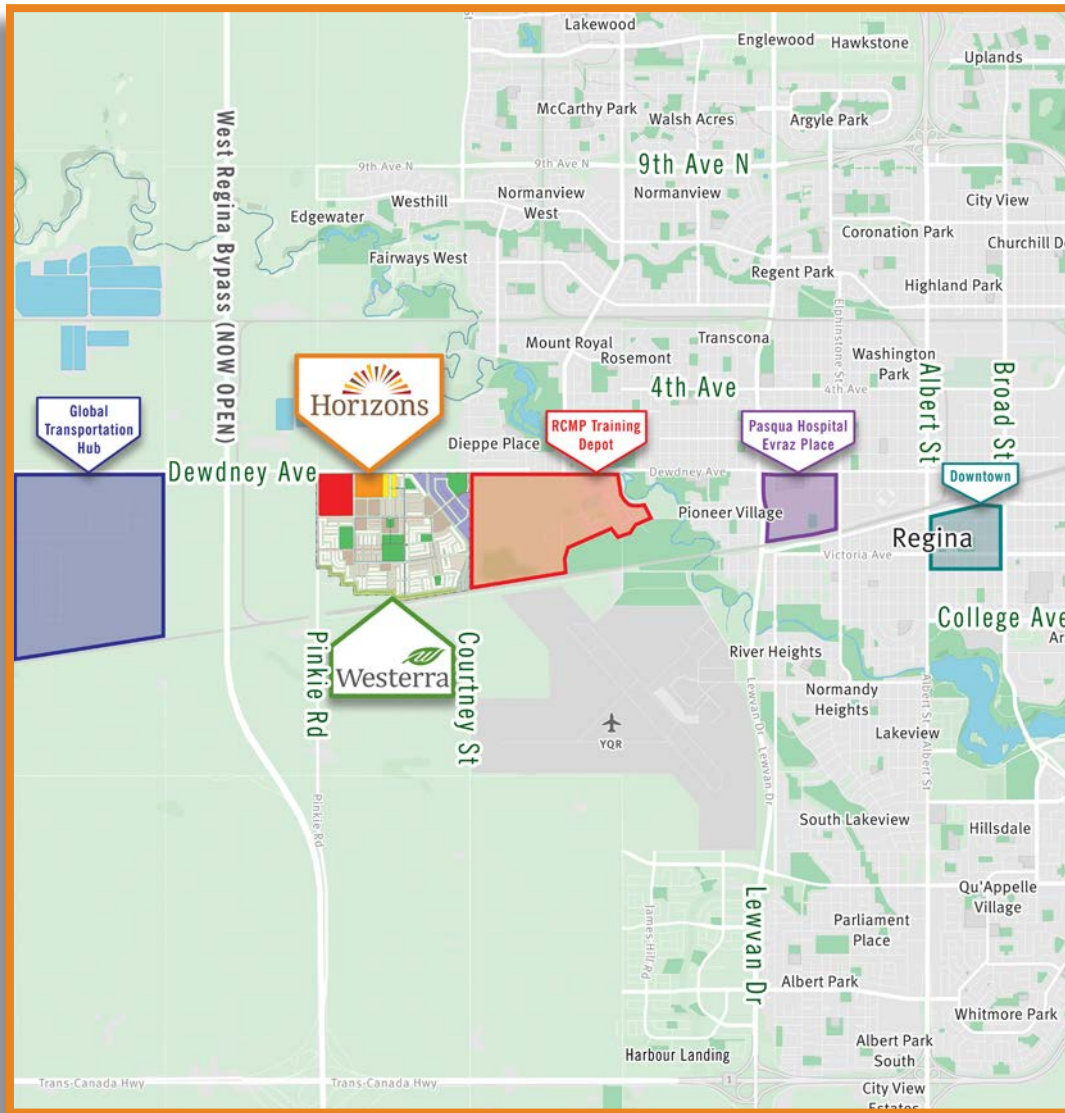 Lakewood
Englewood
Hawkstone
Uplands
McCarthy Park
Walsh Acres
Argyle Park
West Regina Bypass (NOW OPEN)
9th Ave N
9th Ave N
9th Ave N
Edgewater
Westhill
Normanview
West
Normanview
City View
Fairways West
Coronation Park
Regent Park
Highland Park
Elphinstone St
Mount Royal
Rosemont
Transcona
Washington
Park
4th Ave
4th Ave
Albert St
Broad St
Global
Transportation
Hub
Horizons
Dieppe Place
RCMP Training
Depot
Pasqua Hospital
Evraz Place
Downtown
Dewdney Ave
Dewdney Ave
Pioneer Village
Regina
Victoria Ave
College Ave
Pinkie Rd
Westerra
Courtney St
River Heights
Normandy
Heights
Lakeview
Lewvan Dr
Lewvan Dr
Albert St
Albert St
YQR
Pinkie Rd
South Lakeview
Hillsdale
Qu'Appelle
Village
James Hill Rd
Lewvan Dr
Parliament
Place
Albert Park
Whitmore Park
Harbour Landing
Albert Park
South
Trans-Canada Hwy
Trans-Canada Hwy
1
City View
Estates